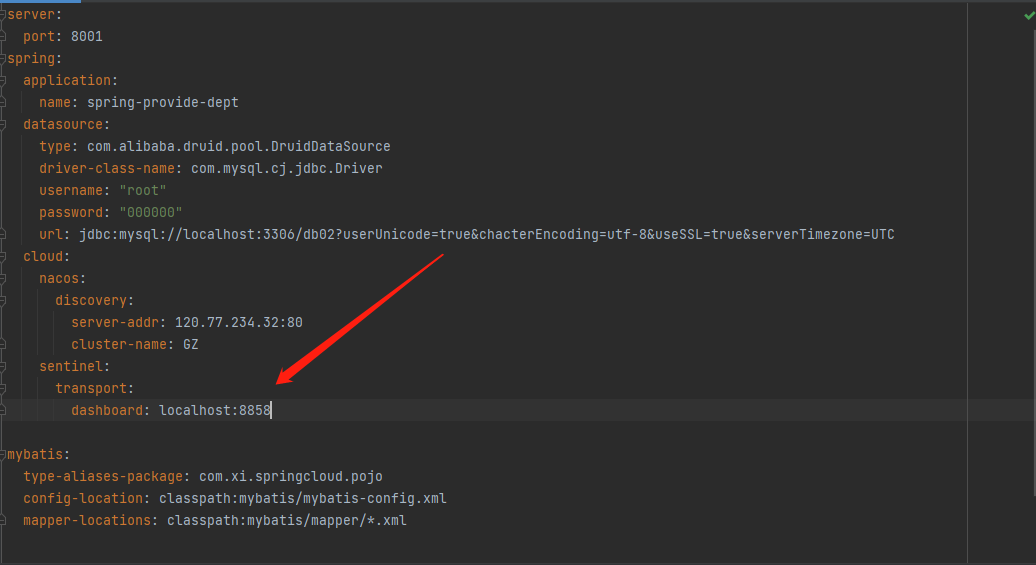 server:
  port: 8001
spring:
  application:
    name: spring-provide-dept
  datasource:
    type: com.alibaba.druid.pool.DruidDataSource
    driver-class-name: com.mysql.cj.jdbc.Driver
    username: "root"
    password: "000000"
    url: jdbc:mysql://localhost:3306/db02?userUnicode=true&chacterEncoding=utf-8&useSSL=true&serverTimezone=UTC
  cloud:
    nacos:
      discovery:
        server-addr: 120.77.234.32:80
        cluster-name: GZ
    sentinel:
      transport:
        dashboard: localhost:8858
mybatis:
  type-aliases-package: com.xi.springcloud.pojo
  config-location: classpath:mybatis/mybatis-config.xml
  mapper-locations: classpath:mybatis/mapper/*.xml